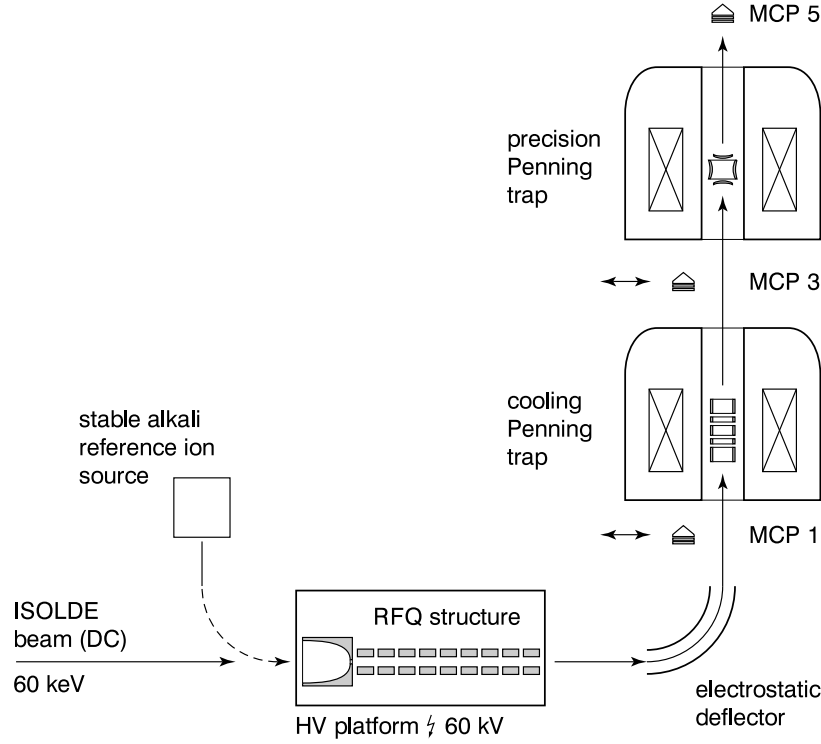 MCP 5
precision
Penning
trap
MCP 3
cooling
Penning
trap
MCP 1
stable alkali
reference ion
source
ISOLDE
beam (DC)
60 keV
RFQ structure
HV platform 60 kV
electrostatic
deflector